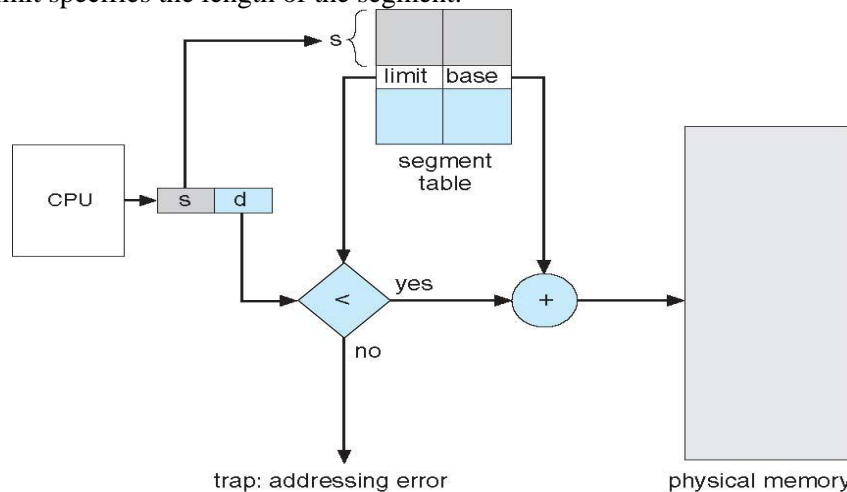 limit specifies the length of the segment.
s
limit base
segment
table
CPU
s d
< yes +
no
trap: addressing error
physical memory